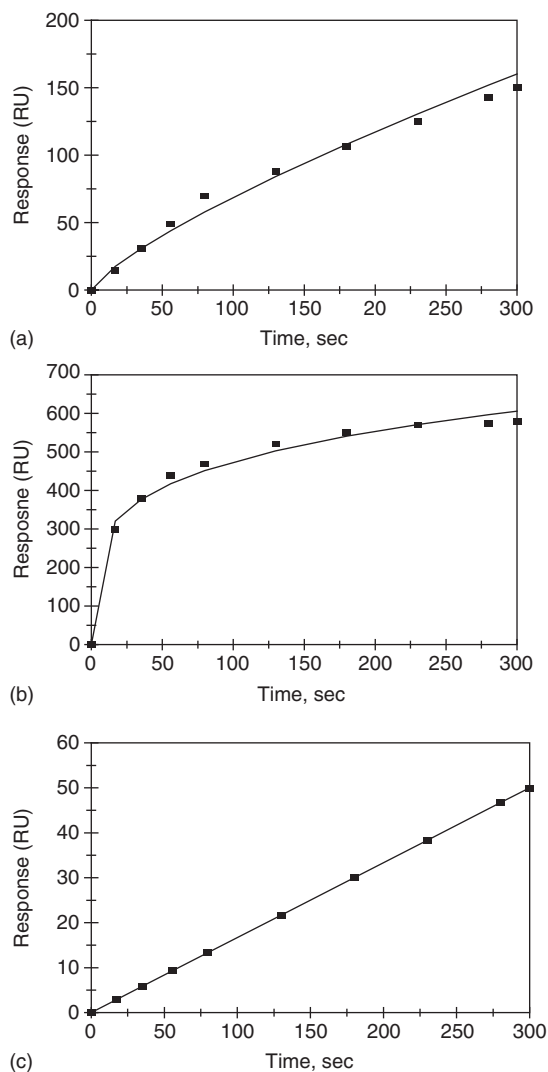 200
150
Response (RU)
100
50
0
0 50 100 150 20 250 300
(a)
Time, sec
700
600
500
Resposne (RU)
400
300
200
100
0
0 50 100 150 200 250 300
(b)
Time, sec
60
50
40
Response (RU)
30
20
10
0
0 50 100 150 200 250 300
(c)
Time, sec